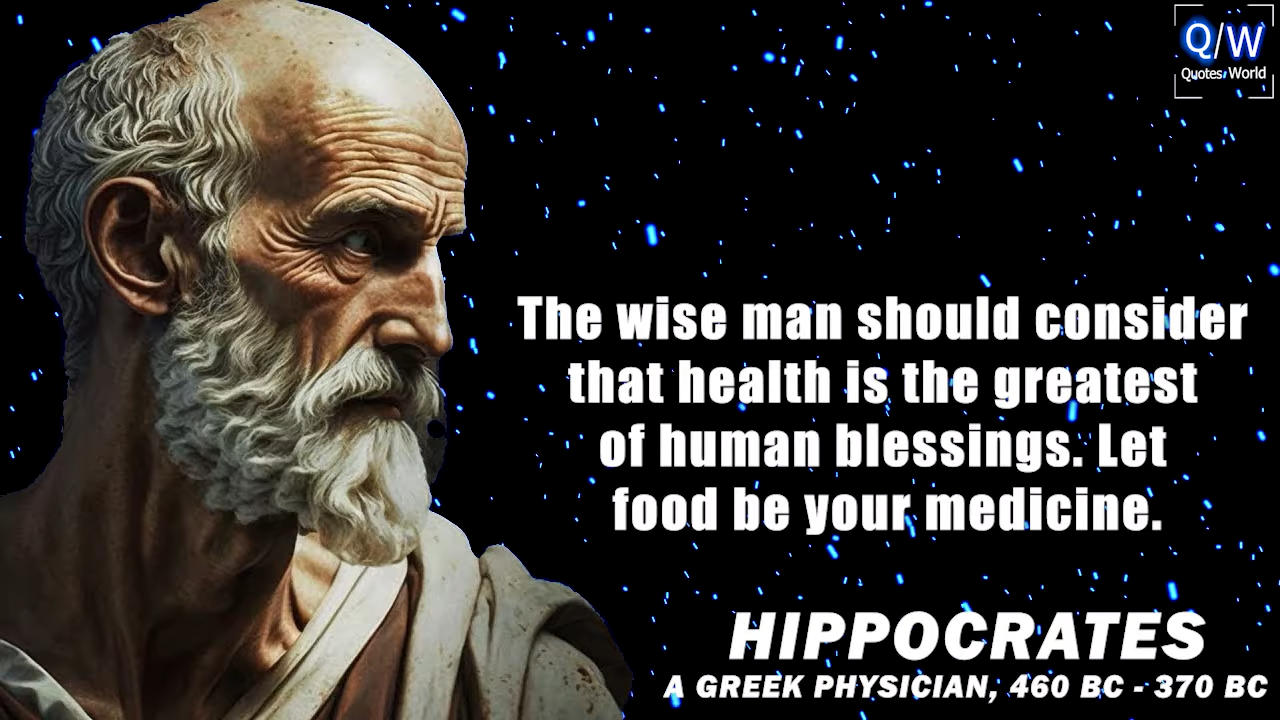 Q/W
Quotes World
The wise man should consider
that health is the greatest
of human blessings. Let
food be your medicine.
HIPPOCRATES
A GREEK PHYSICIAN, 460 BC - 370 BC